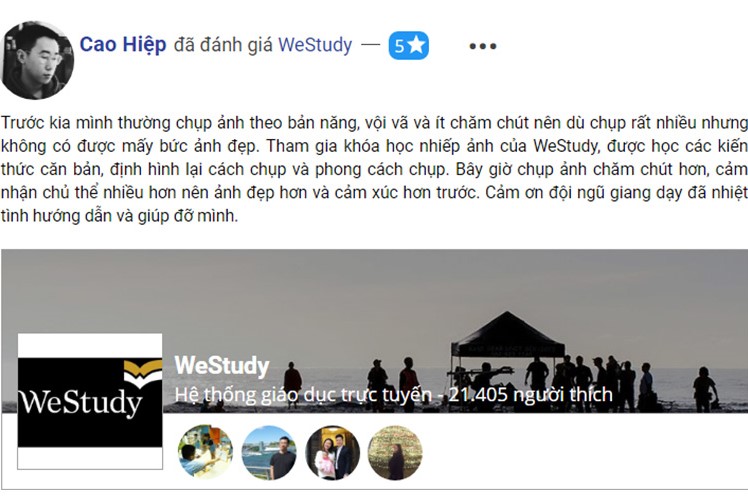 Cao Hiệp đã đánh giá WeStudy — 5★ •••
Trước kia mình thường chụp ảnh theo bản năng, vội vã và ít chăm chút nên dù chụp rất nhiều nhưng
không có được mấy bức ảnh đẹp. Tham gia khóa học nhiếp ảnh của WeStudy, được học các kiến
thức căn bản, định hình lại cách chụp và phong cách chụp. Bây giờ chụp ảnh chăm chút hơn, cảm
nhận chủ thể nhiều hơn nên ảnh đẹp hơn và cảm xúc hơn trước. Cảm ơn đội ngũ giang dạy đã nhiệt
tình hướng dẫn và giúp đỡ mình.
WeStudy
WeStudy
Hệ thống giáo dục trực tuyến - 21.405 người thích